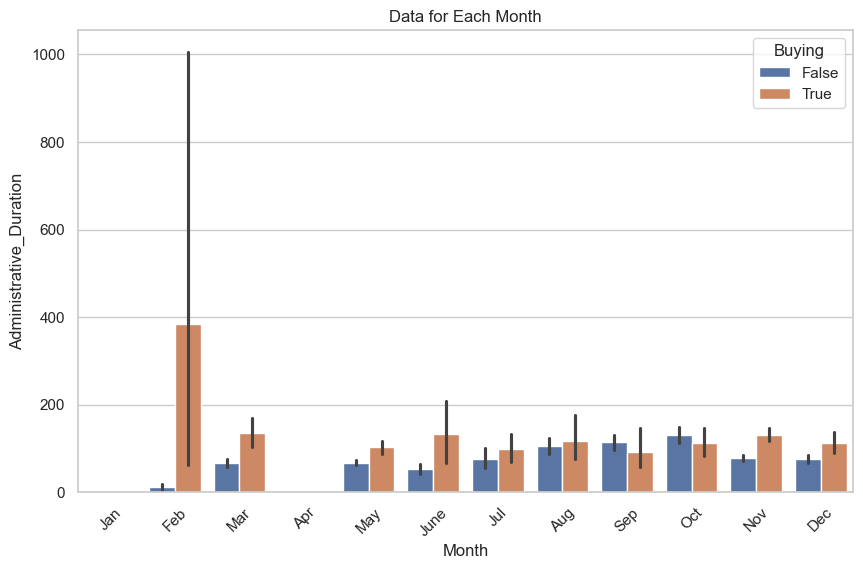 Data for Each Month
Buying
False
True
Administrative_Duration
1000
800
600
400
200
0
Jan
Feb
Mar
Apr
May
June
Jul
Aug
Sep
Oct
Nov
Dec
Month